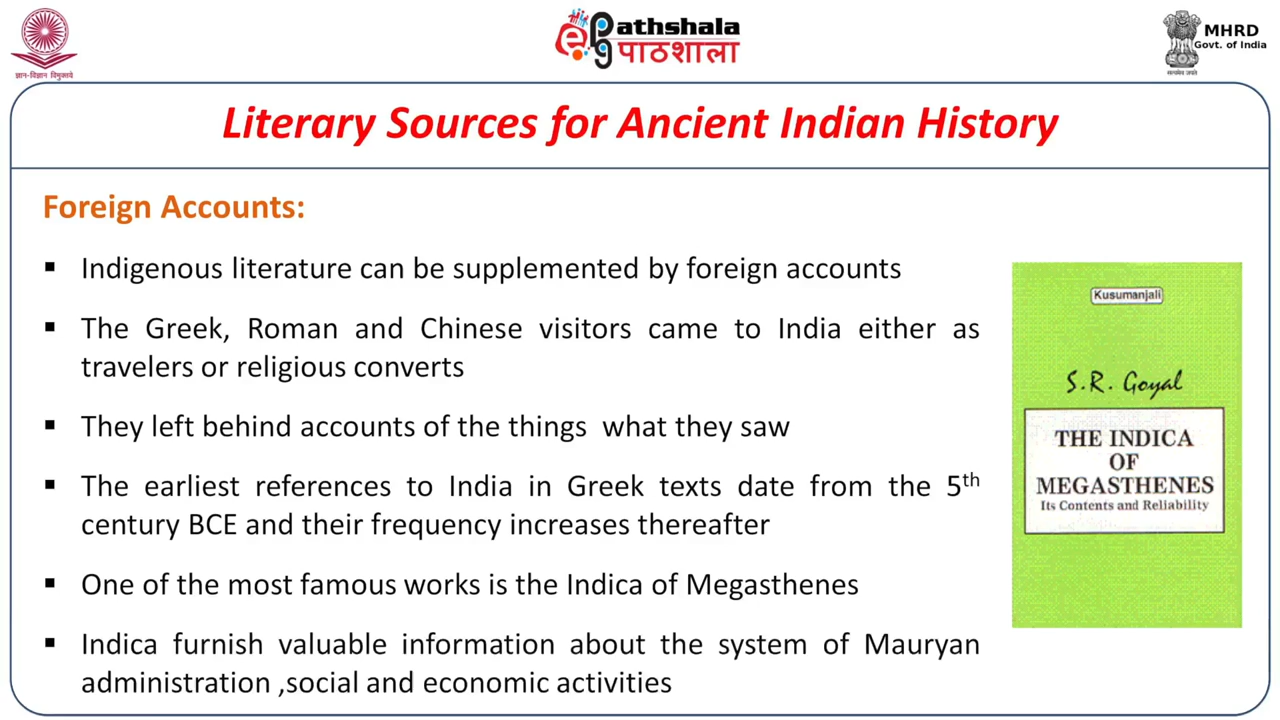 ज्ञान-विज्ञान विमुक्तये
ePG Pathshala
पाठशाला
सत्यमेव जयते
MHRD
Govt. of India
Literary Sources for Ancient Indian History
Foreign Accounts:
▪ Indigenous literature can be supplemented by foreign accounts
▪ The Greek, Roman and Chinese visitors came to India either as
travelers or religious converts
▪ They left behind accounts of the things what they saw
▪ The earliest references to India in Greek texts date from the 5th
century BCE and their frequency increases thereafter
▪ One of the most famous works is the Indica of Megasthenes
▪ Indica furnish valuable information about the system of Mauryan
administration ,social and economic activities
Kusumanjali
S.R. Goyal
THE INDICA
OF
MEGASTHENES
Its Contents and Reliability